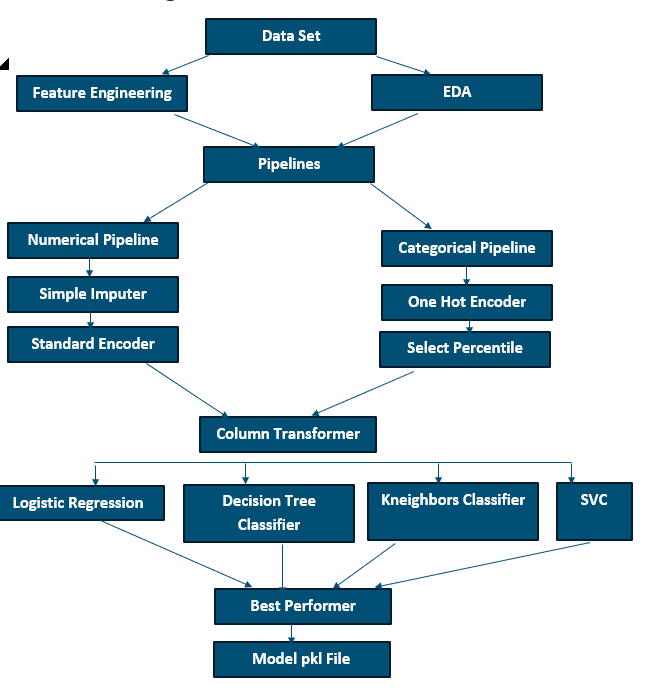 Data Set
Feature Engineering
EDA
Pipelines
Numerical Pipeline
Categorical Pipeline
Simple Imputer
One Hot Encoder
Standard Encoder
Select Percentile
Column Transformer
Logistic Regression
Decision Tree
Classifier
Kneighbors Classifier
SVC
Best Performer
Model pkl File